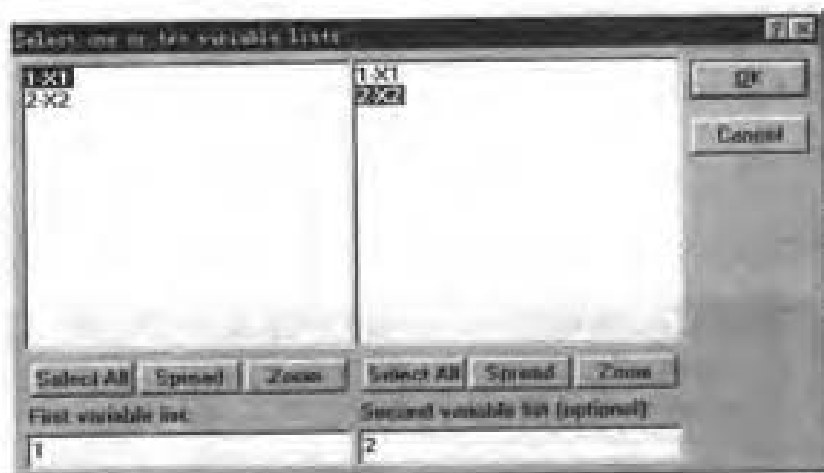 Select one or two variable lists
1-X1
2-X2
1-X1
2-X2
OK
Cancel
Select All
Spread
Zoom
Select All
Spread
Zoom
First variable list
Second variable list (optional)
1
2